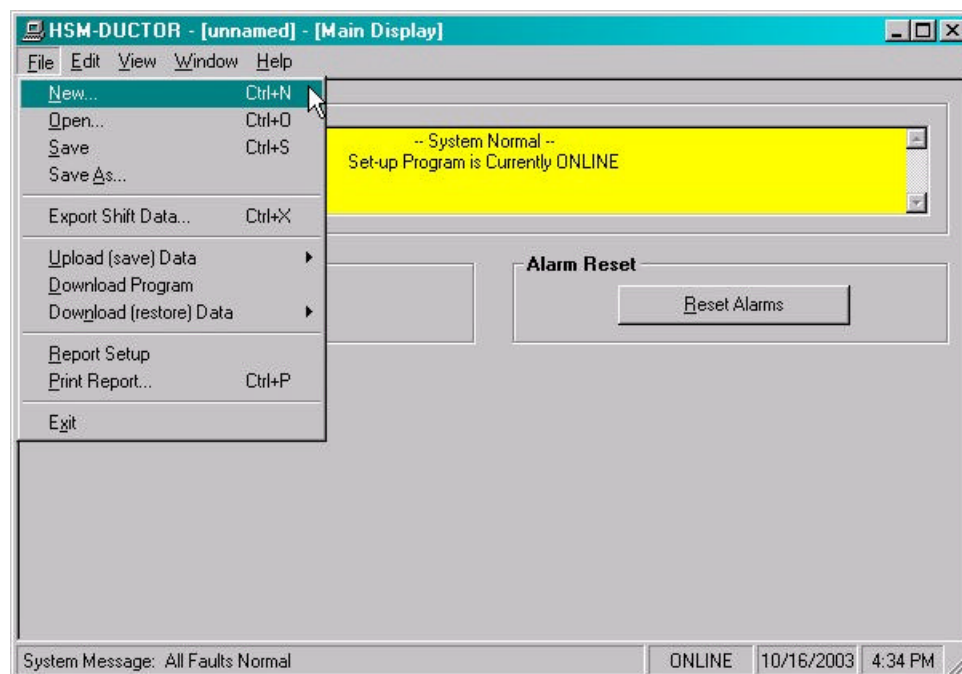 HSM-DUCTOR - [unnamed] - [Main Display]
File Edit View Window Help
New... Ctrl+N
Open... Ctrl+O
Save Ctrl+S
Save As...
Export Shift Data... Ctrl+X
Upload (save) Data
Download Program
Download (restore) Data
Report Setup
Print Report... Ctrl+P
Exit
-- System Normal --
Set-up Program is Currently ONLINE
Alarm Reset
Reset Alarms
System Message: All Faults Normal ONLINE 10/16/2003 4:34 PM